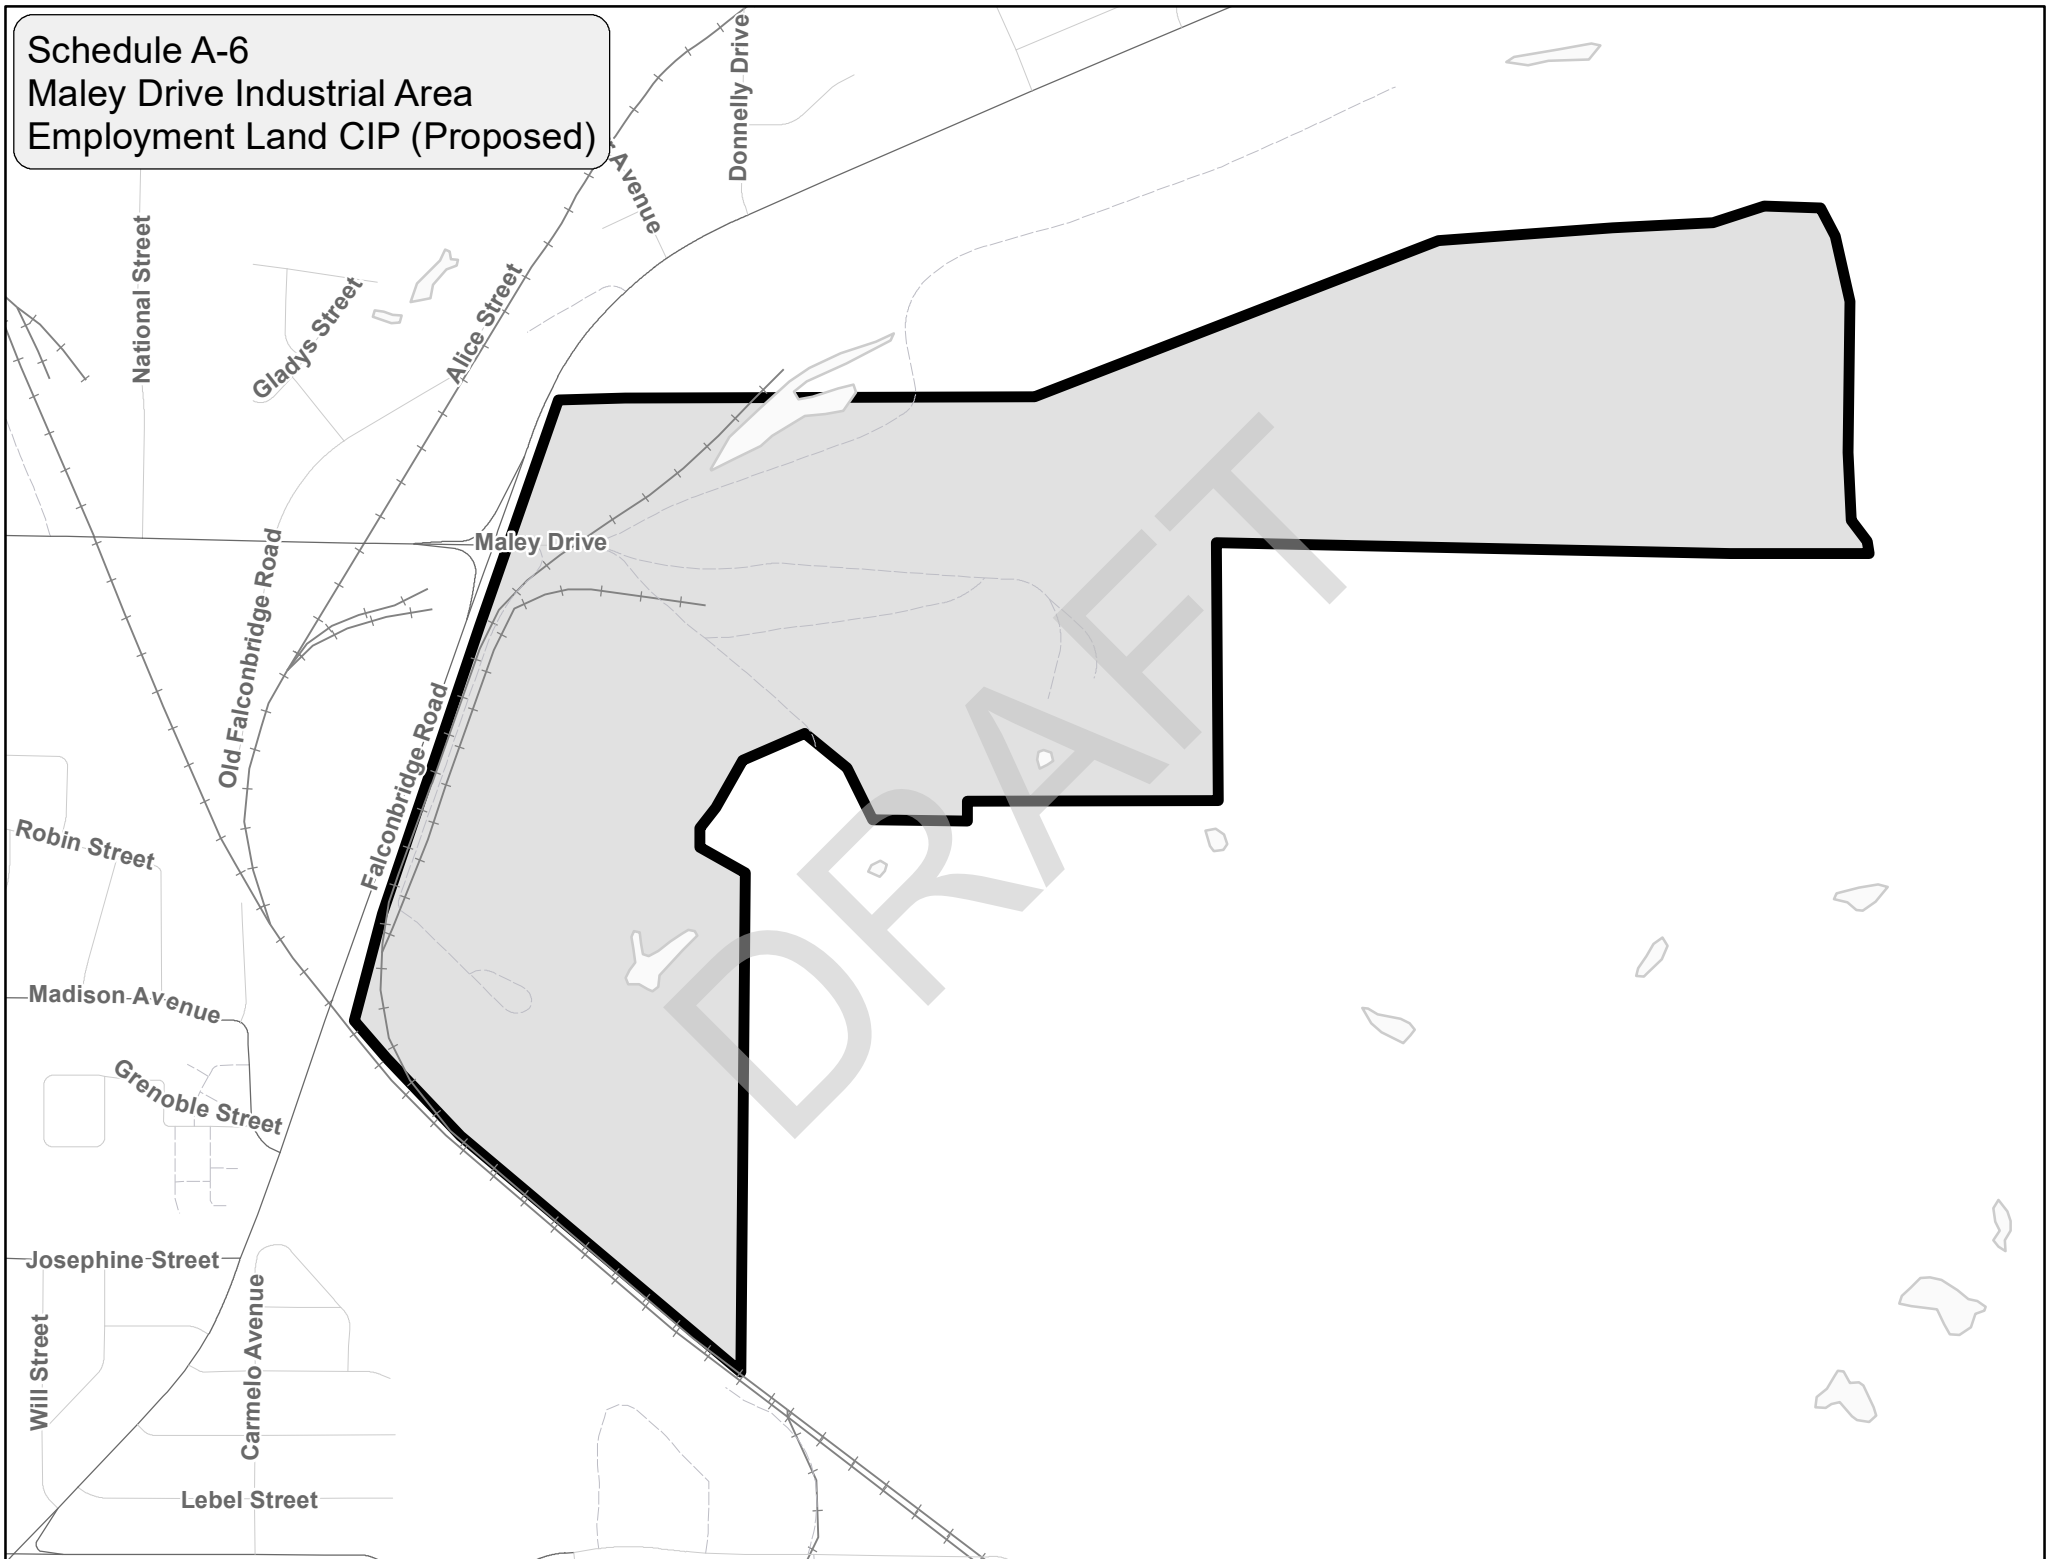 Schedule A-6
Maley Drive Industrial Area
Employment Land CIP (Proposed)
Donnelly Drive
Avenue
National Street
Gladys Street
Alice Street
Maley Drive
Old Falconbridge Road
Falconbridge Road
Robin Street
Madison Avenue
Grenoble Street
Josephine Street
Will Street
Carmelo Avenue
Lebel Street
DRAFT